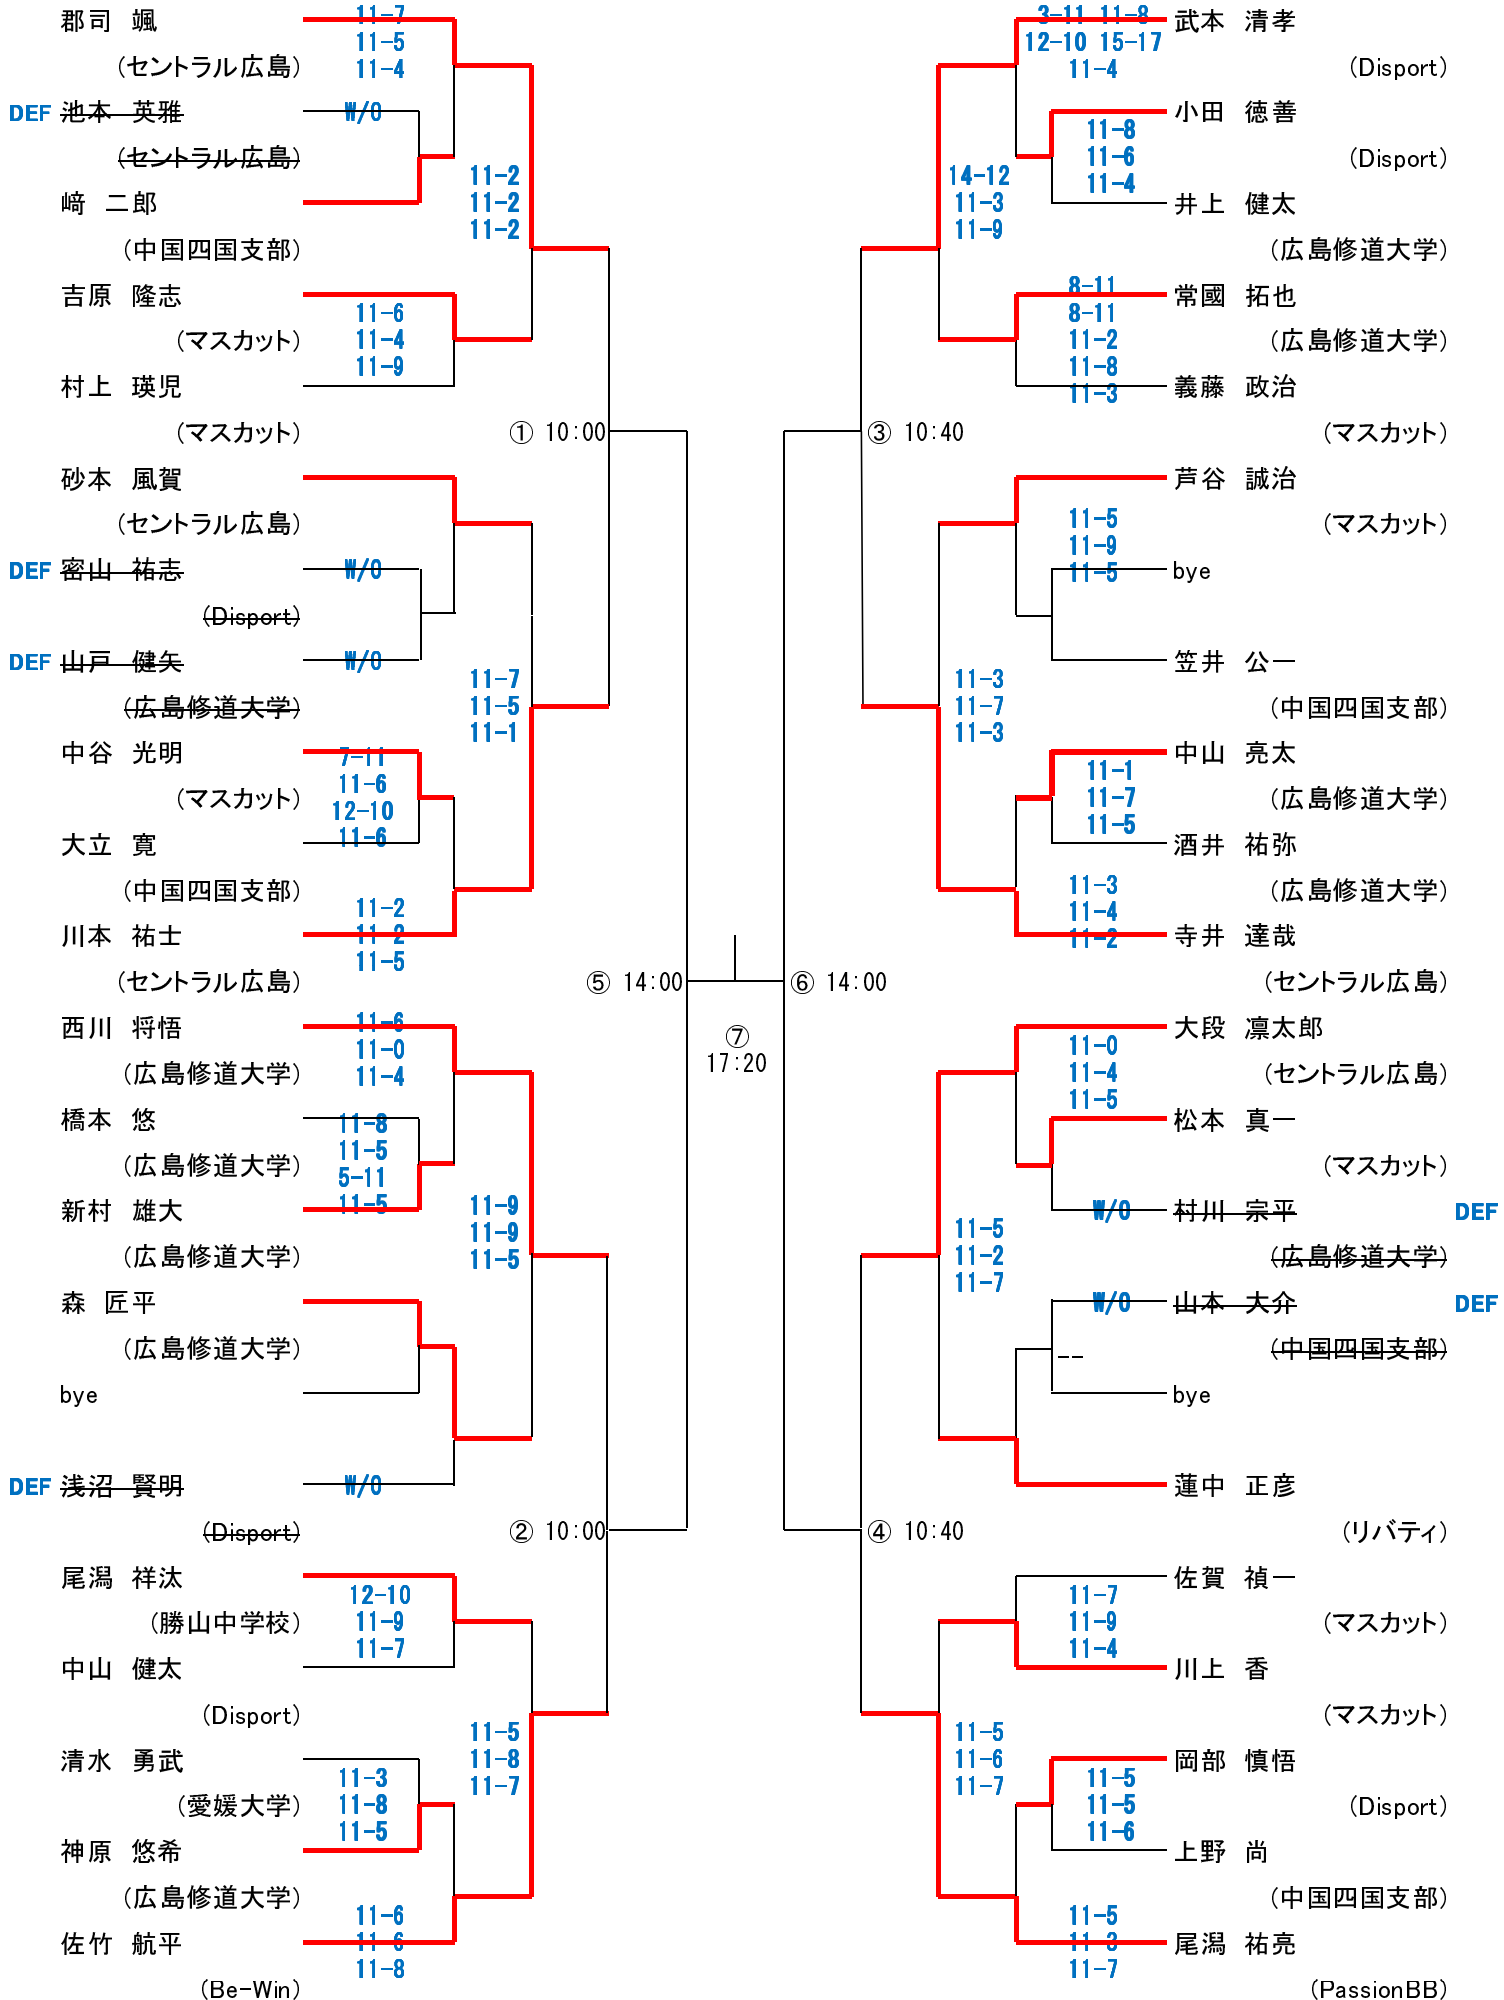 郡司 颯
11-7
11-5
(セントラル広島)
11-4
DEF 池本 英雅 W/O
(セントラル広島)
﨑 二郎
11-2
11-2
11-2
(中国四国支部)
吉原 隆志
11-6
(マスカット)
11-4
11-9
村上 瑛児
(マスカット)
① 10:00
砂本 風賀
(セントラル広島)
DEF 密山 祐志 W/O
(Disport)
DEF 山戸 健矢 W/O
(広島修道大学)
11-7
11-5
11-1
中谷 光明
7-11
11-6
(マスカット)
12-10
11-6
大立 寛
(中国四国支部)
11-2
川本 祐士
11-2
11-5
(セントラル広島)
⑤ 14:00
西川 将悟
11-6
11-0
(広島修道大学)
11-4
橋本 悠
11-8
11-5
(広島修道大学)
5-11
11-5
新村 雄大
(広島修道大学)
11-9
11-9
11-5
森 匠平
(広島修道大学)
bye
DEF 浅沼 賢明 W/O
(Disport)
② 10:00
尾潟 祥汰
12-10
(勝山中学校)
11-9
11-7
中山 健太
(Disport)
11-5
11-8
11-7
清水 勇武
11-3
(愛媛大学)
11-8
11-5
神原 悠希
(広島修道大学)
11-6
佐竹 航平
11-6
11-8
(Be-Win)
⑦
17:20
3-11 11-8
武本 清孝
12-10 15-17
11-4
(Disport)
小田 徳善
11-8
11-6
(Disport)
11-4
14-12
11-3
11-9
井上 健太
(広島修道大学)
8-11
常國 拓也
8-11
11-2
(広島修道大学)
11-8
11-3
義藤 政治
③ 10:40
(マスカット)
芦谷 誠治
11-5
(マスカット)
11-9
11-5
bye
笠井 公一
11-3
11-7
11-3
(中国四国支部)
中山 亮太
11-1
11-7
(広島修道大学)
11-5
酒井 祐弥
11-3
(広島修道大学)
11-4
11-2
寺井 達哉
⑥ 14:00
(セントラル広島)
大段 凛太郎
11-0
11-4
(セントラル広島)
11-5
松本 真一
(マスカット)
W/O 村川 宗平 DEF
11-5
11-2
11-7
(広島修道大学)
W/O 山本 大介 DEF
--
(中国四国支部)
bye
蓮中 正彦
④ 10:40
(リバティ)
佐賀 禎一
11-7
11-9
(マスカット)
11-4
川上 香
(マスカット)
11-5
11-6
11-7
岡部 慎悟
11-5
11-5
(Disport)
11-6
上野 尚
(中国四国支部)
11-5
11-3
尾潟 祐亮
11-7
(PassionBB)